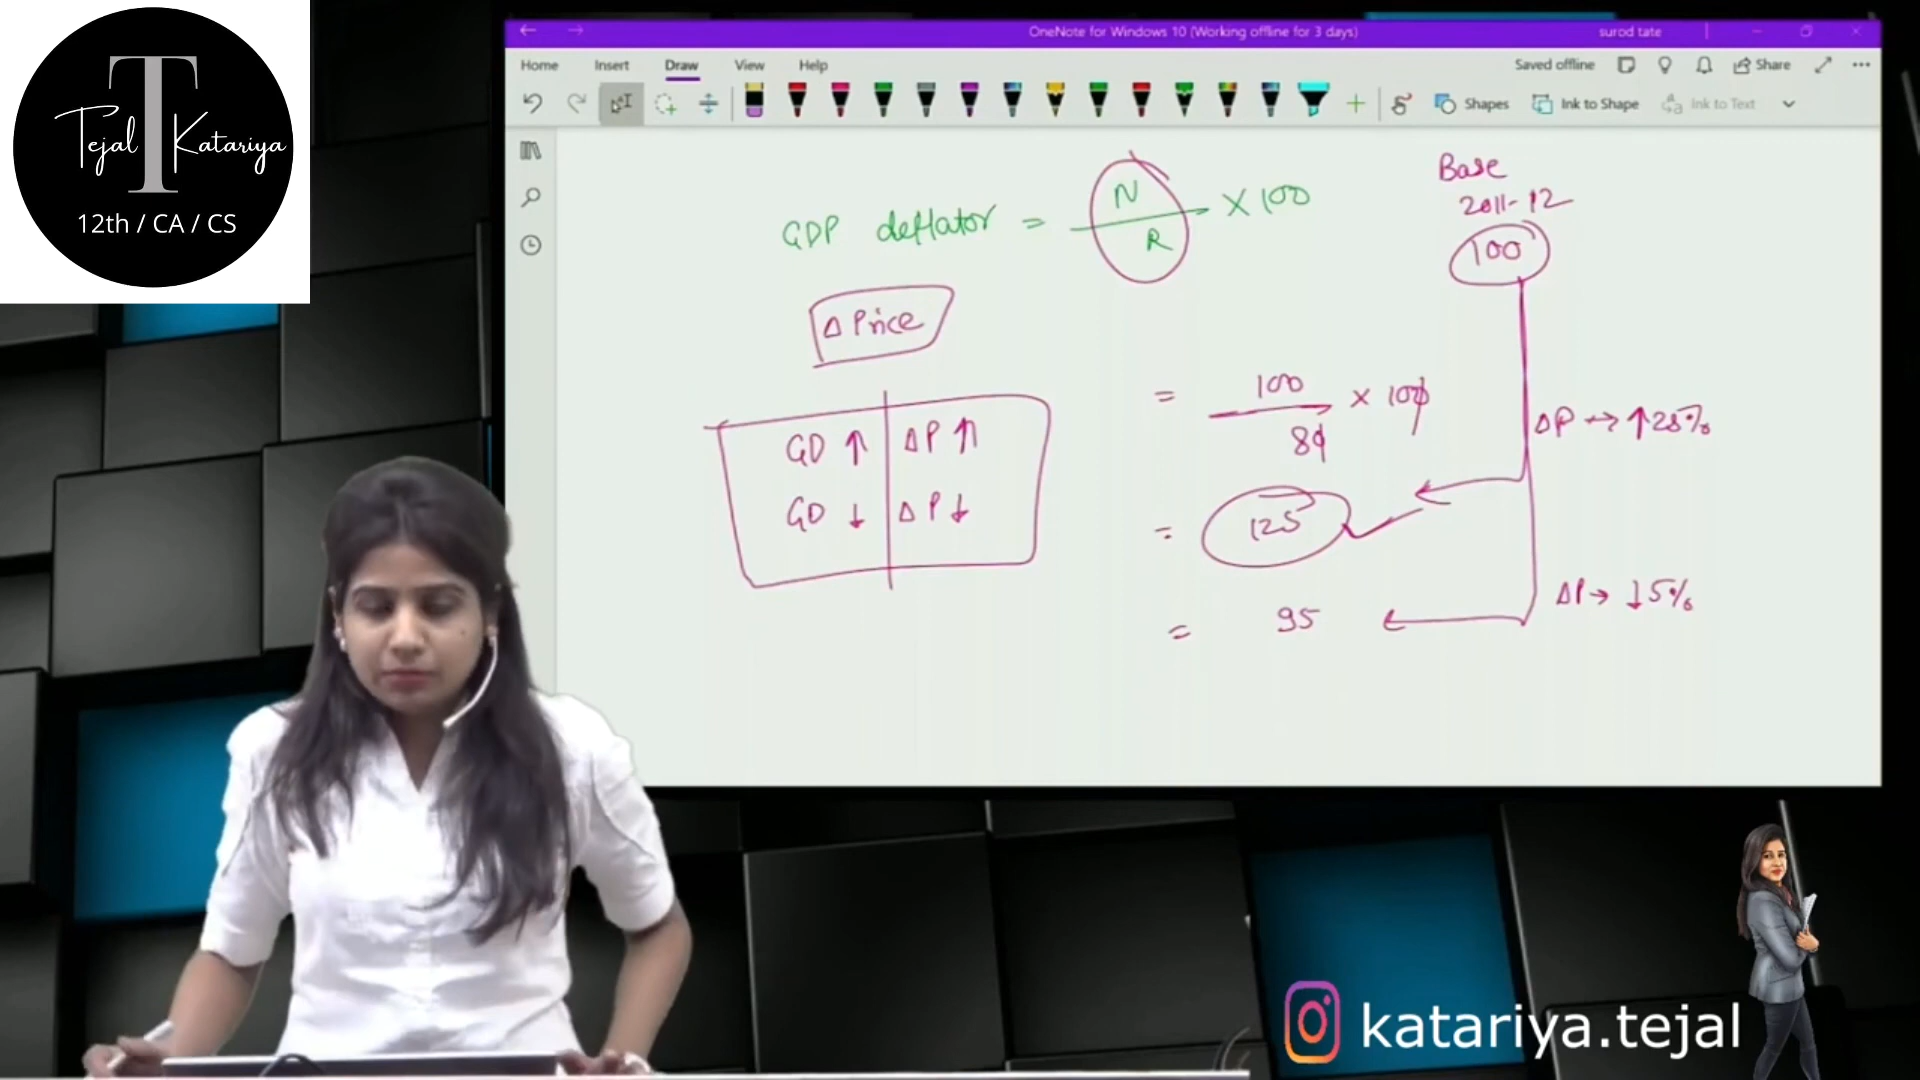 T
Tejal Katariya
12th / CA / CS
OneNote for Windows 10 (Working offline for 3 days)
surod tate
Home Insert Draw View Help
Saved offline
Share
Shapes
Ink to Shape
Ink to Text
Base
2011-12
100
GDP deflator = N/R × 100
Δ Price
= 100/80 × 100
GD ↑ | ΔP ↑
ΔP → ↑25%
GD ↓ | ΔP ↓
= 125
ΔP → ↓5%
= 95
katariya.tejal